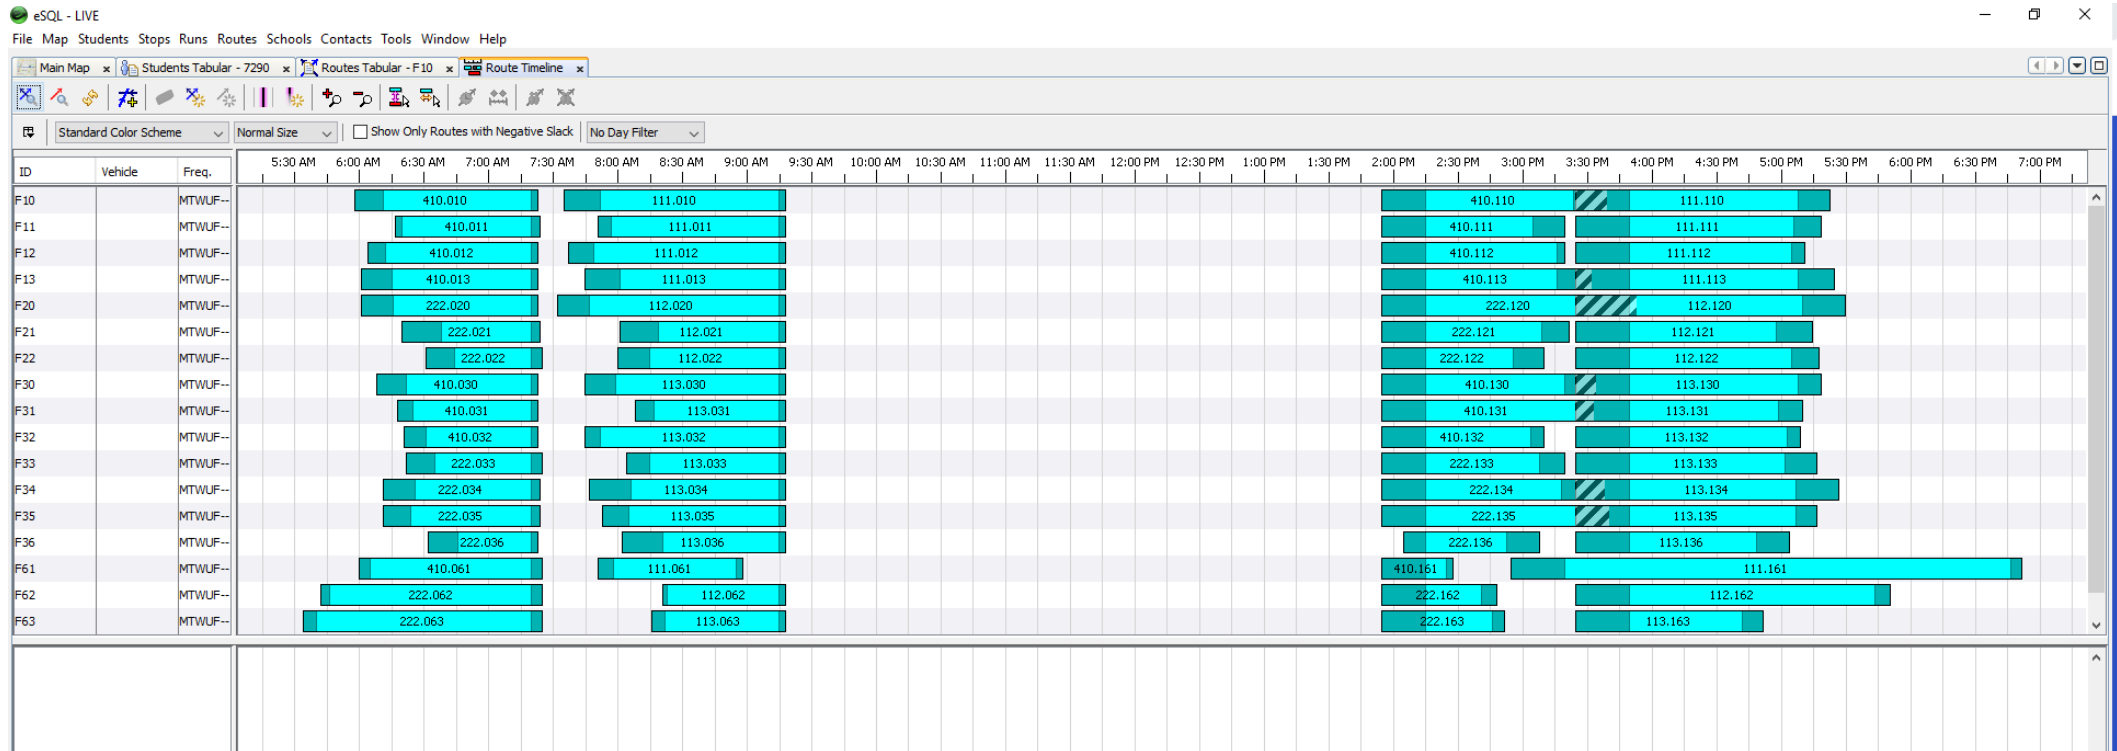 eSQL - LIVE
File Map Students Stops Runs Routes Schools Contacts Tools Window Help
Main Map x Students Tabular - 7290 x Routes Tabular - F10 x Route Timeline x
Standard Color Scheme Normal Size Show Only Routes with Negative Slack No Day Filter
ID Vehicle Freq. 5:30 AM 6:00 AM 6:30 AM 7:00 AM 7:30 AM 8:00 AM 8:30 AM 9:00 AM 9:30 AM 10:00 AM 10:30 AM 11:00 AM 11:30 AM 12:00 PM 12:30 PM 1:00 PM 1:30 PM 2:00 PM 2:30 PM 3:00 PM 3:30 PM 4:00 PM 4:30 PM 5:00 PM 5:30 PM 6:00 PM 6:30 PM 7:00 PM
F10 MTWUF-- 410.010 111.010 410.110 111.110
F11 MTWUF-- 410.011 111.011 410.111 111.111
F12 MTWUF-- 410.012 111.012 410.112 111.112
F13 MTWUF-- 410.013 111.013 410.113 111.113
F20 MTWUF-- 222.020 112.020 222.120 112.120
F21 MTWUF-- 222.021 112.021 222.121 112.121
F22 MTWUF-- 222.022 112.022 222.122 112.122
F30 MTWUF-- 410.030 113.030 410.130 113.130
F31 MTWUF-- 410.031 113.031 410.131 113.131
F32 MTWUF-- 410.032 113.032 410.132 113.132
F33 MTWUF-- 222.033 113.033 222.133 113.133
F34 MTWUF-- 222.034 113.034 222.134 113.134
F35 MTWUF-- 222.035 113.035 222.135 113.135
F36 MTWUF-- 222.036 113.036 222.136 113.136
F61 MTWUF-- 410.061 111.061 410.161 111.161
F62 MTWUF-- 222.062 112.062 222.162 112.162
F63 MTWUF-- 222.063 113.063 222.163 113.163